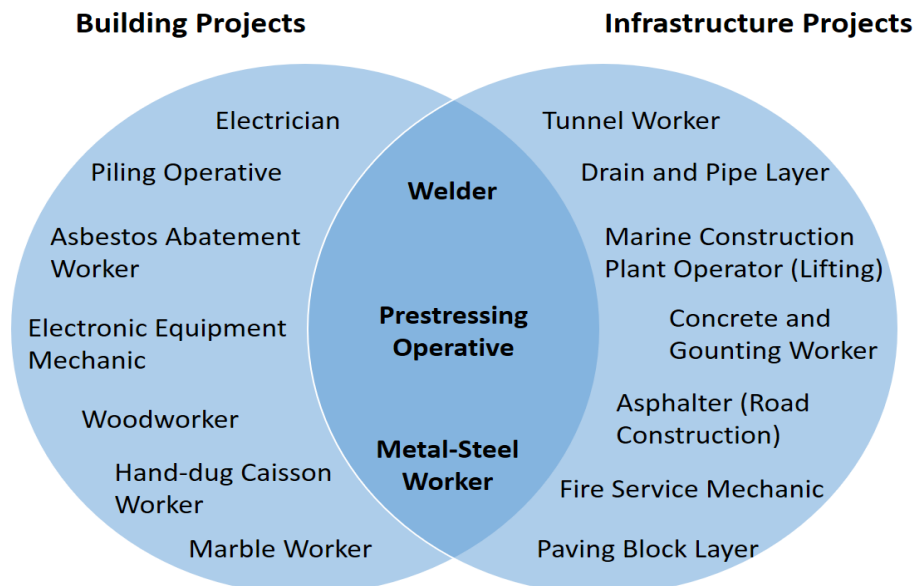 Building Projects
Infrastructure Projects
Electrician
Piling Operative
Asbestos Abatement
Worker
Electronic Equipment
Mechanic
Woodworker
Hand-dug Caisson
Worker
Marble Worker
Welder
Prestressing
Operative
Metal-Steel
Worker
Tunnel Worker
Drain and Pipe Layer
Marine Construction
Plant Operator (Lifting)
Concrete and
Gounting Worker
Asphalter (Road
Construction)
Fire Service Mechanic
Paving Block Layer